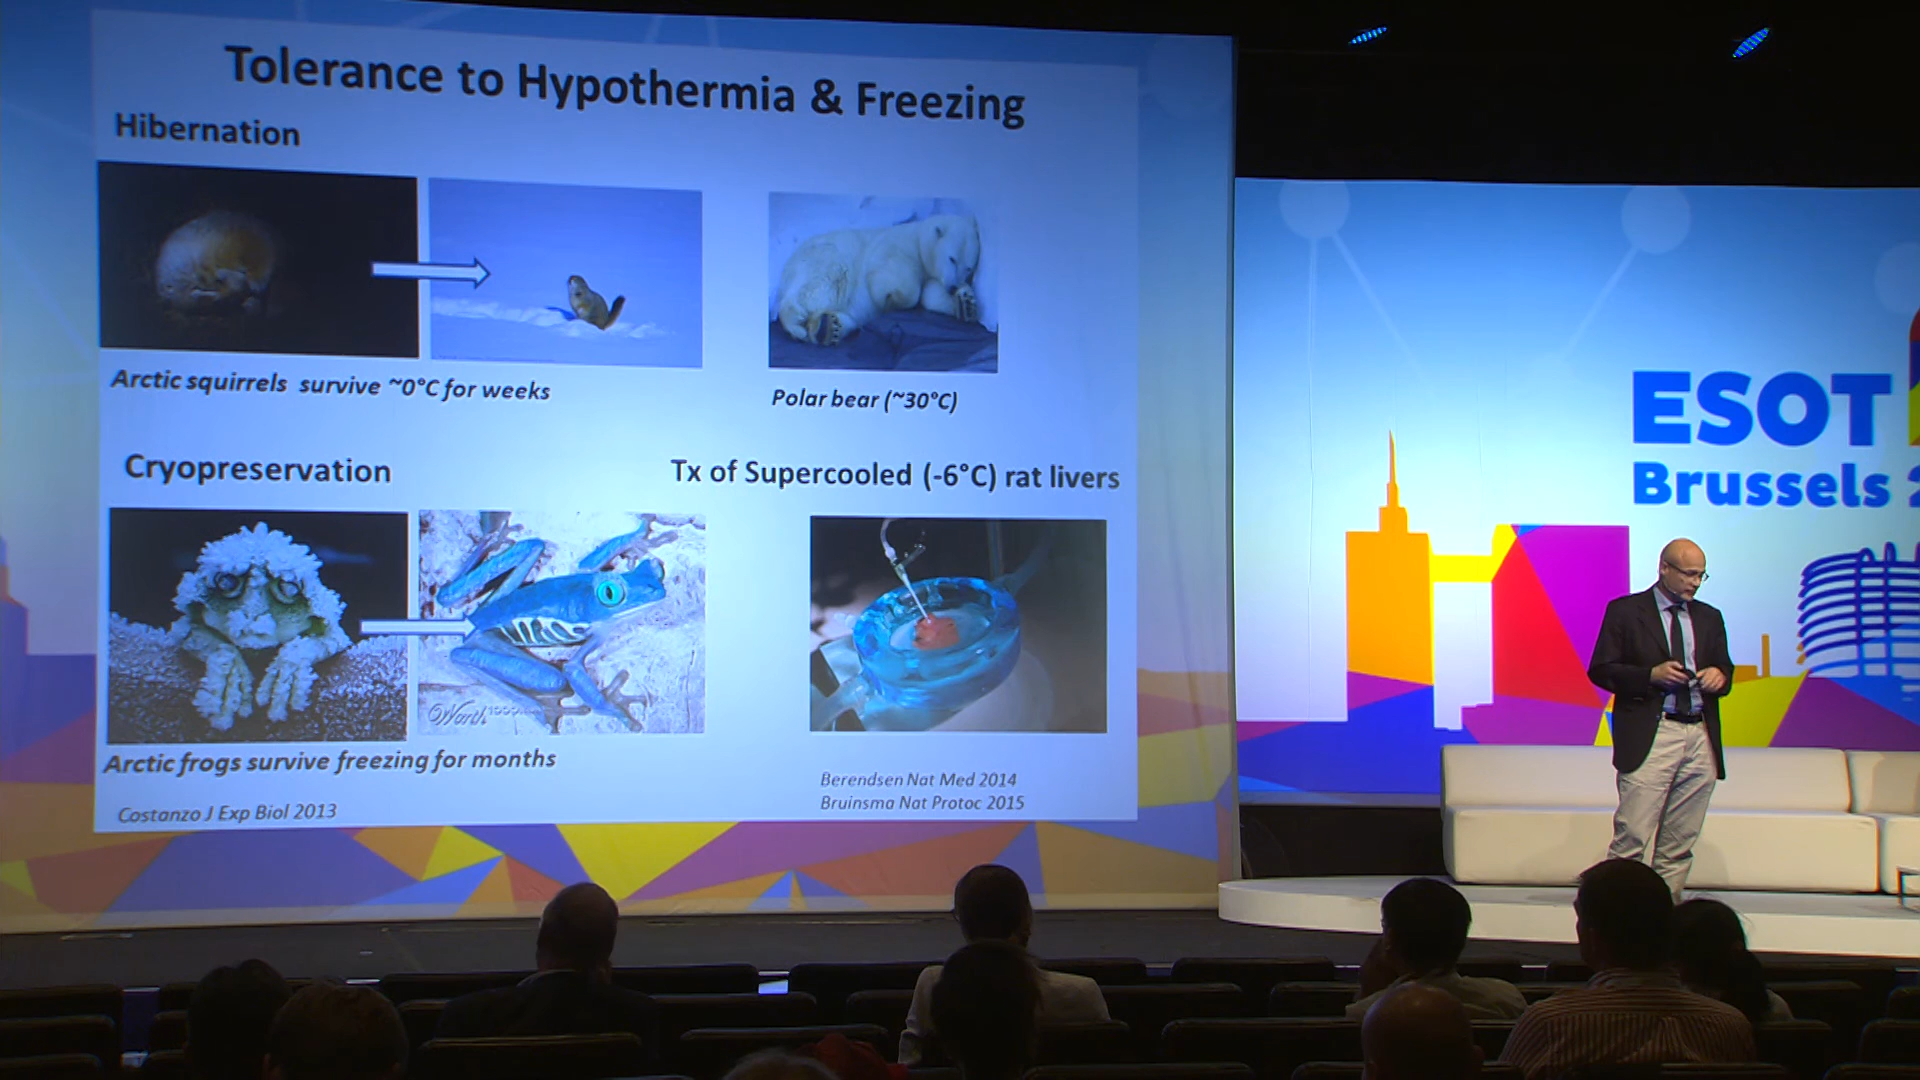 Tolerance to Hypothermia & Freezing
Hibernation
Arctic squirrels survive ~0°C for weeks
Polar bear (~30°C)
Cryopreservation
Tx of Supercooled (-6°C) rat livers
Arctic frogs survive freezing for months
Costanzo J Exp Biol 2013
Berendsen Nat Med 2014
Bruinsma Nat Protoc 2015
ESOT
Brussels 2